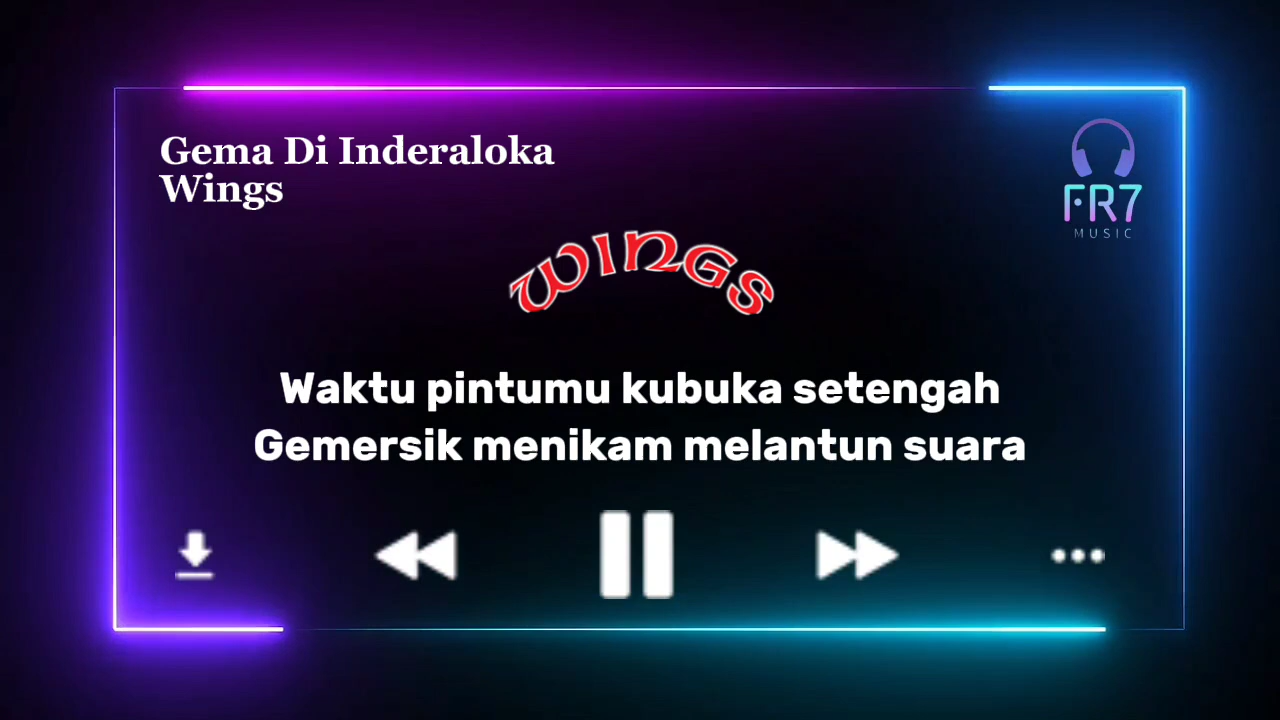 Gema Di Inderaloka
Wings
FR7
MUSIC
WINGS
Waktu pintumu kubuka setengah
Gemersik menikam melantun suara